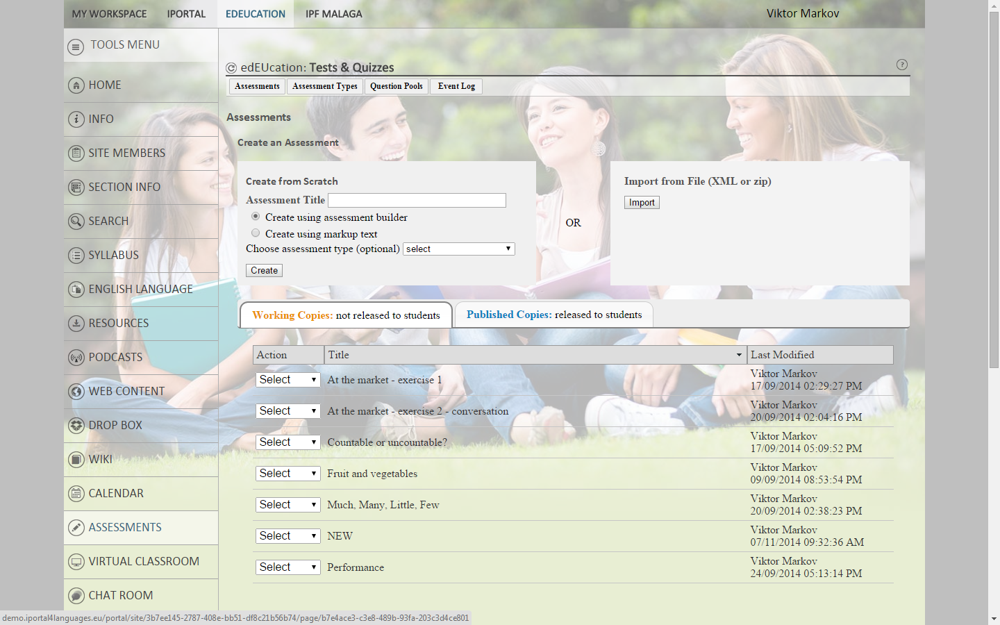 MY WORKSPACE IPORTAL EDEUCATION IPF MALAGA Viktor Markov
TOOLS MENU
HOME
INFO
SITE MEMBERS
SECTION INFO
SEARCH
SYLLABUS
ENGLISH LANGUAGE
RESOURCES
PODCASTS
WEB CONTENT
DROP BOX
WIKI
CALENDAR
ASSESSMENTS
VIRTUAL CLASSROOM
CHAT ROOM
edEUcation: Tests & Quizzes ?
Assessments Assessment Types Question Pools Event Log
Assessments
Create an Assessment
Create from Scratch
Assessment Title
Create using assessment builder
Create using markup text
Choose assessment type (optional) select
Create
OR
Import from File (XML or zip)
Import
Working Copies: not released to students Published Copies: released to students
Action Title Last Modified
Select At the market - exercise 1 Viktor Markov
17/09/2014 02:29:27 PM
Select At the market - exercise 2 - conversation Viktor Markov
20/09/2014 02:04:16 PM
Select Countable or uncountable? Viktor Markov
17/09/2014 05:09:52 PM
Select Fruit and vegetables Viktor Markov
09/09/2014 08:53:54 PM
Select Much, Many, Little, Few Viktor Markov
20/09/2014 02:38:23 PM
Select NEW Viktor Markov
07/11/2014 09:32:36 AM
Select Performance Viktor Markov
24/09/2014 05:13:14 PM
demo.iportal4languages.eu/portal/site/3b7ee145-2787-408e-bb51-df8c21b56b74/page/b7e4ace3-c3e8-489b-93fa-203c3d4ce801